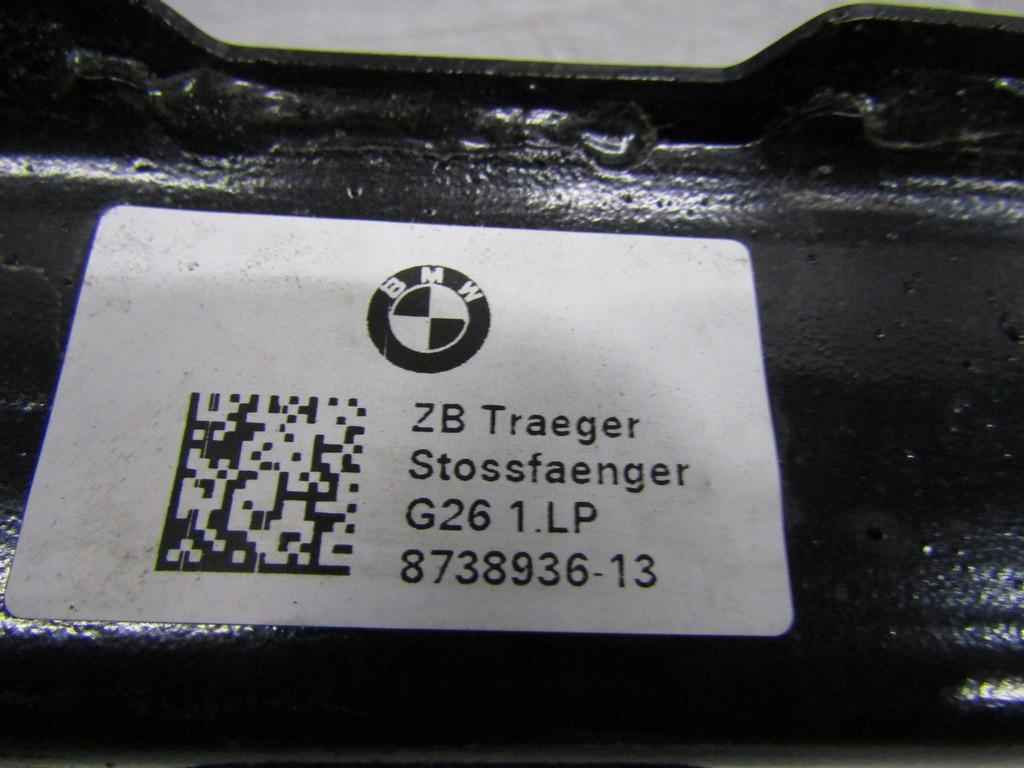 BMW
ZB Traeger
Stossfaenger
G26 1.LP
8738936-13